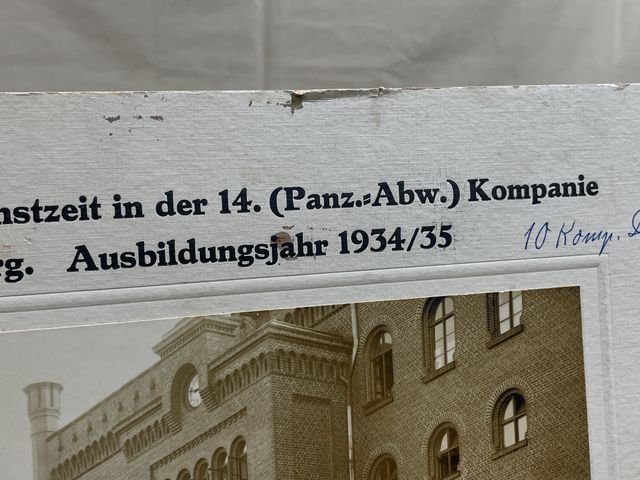 nstzeit in der 14. (Panz.=Abw.) Kompanie
rg. Ausbildungsjahr 1934/35
10 Komp.